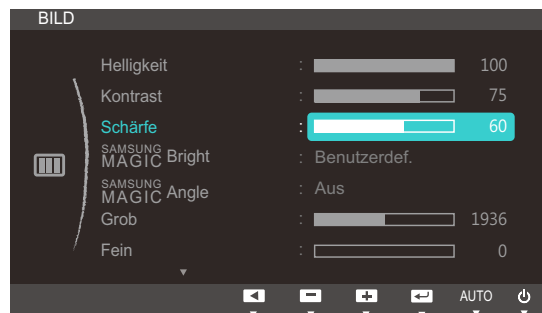 BILD
Helligkeit : 100
Kontrast : 75
Schärfe : 60
SAMSUNG MAGIC Bright : Benutzerdef.
SAMSUNG MAGIC Angle : Aus
Grob : 1936
Fein : 0
AUTO